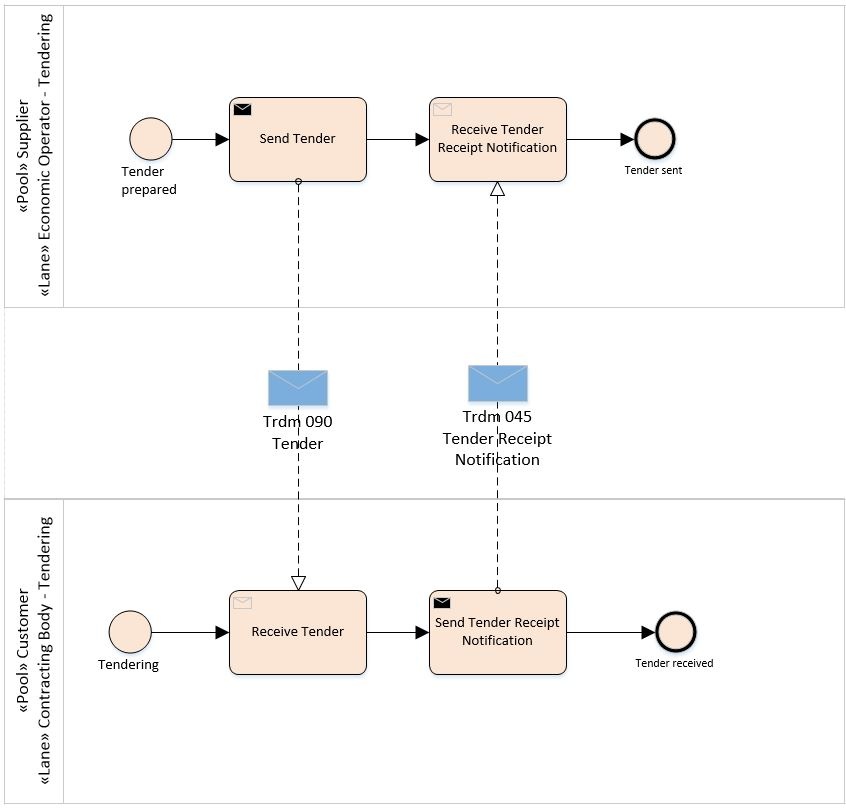 «Pool» Supplier
«Lane» Economic Operator - Tendering
Tender
prepared
Send Tender
Receive Tender
Receipt Notification
Tender sent
Trdm 090
Tender
Trdm 045
Tender Receipt
Notification
«Pool» Customer
«Lane» Contracting Body - Tendering
Tendering
Receive Tender
Send Tender Receipt
Notification
Tender received